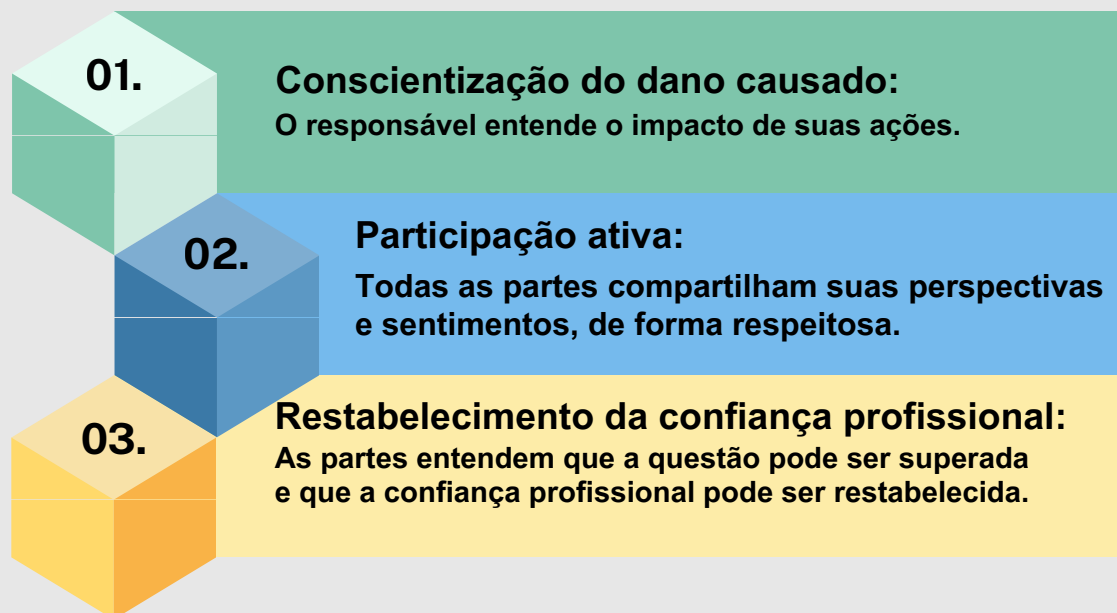 01.
Conscientização do dano causado:
O responsável entende o impacto de suas ações.
02.
Participação ativa:
Todas as partes compartilham suas perspectivas
e sentimentos, de forma respeitosa.
03.
Restabelecimento da confiança profissional:
As partes entendem que a questão pode ser superada
e que a confiança profissional pode ser restabelecida.